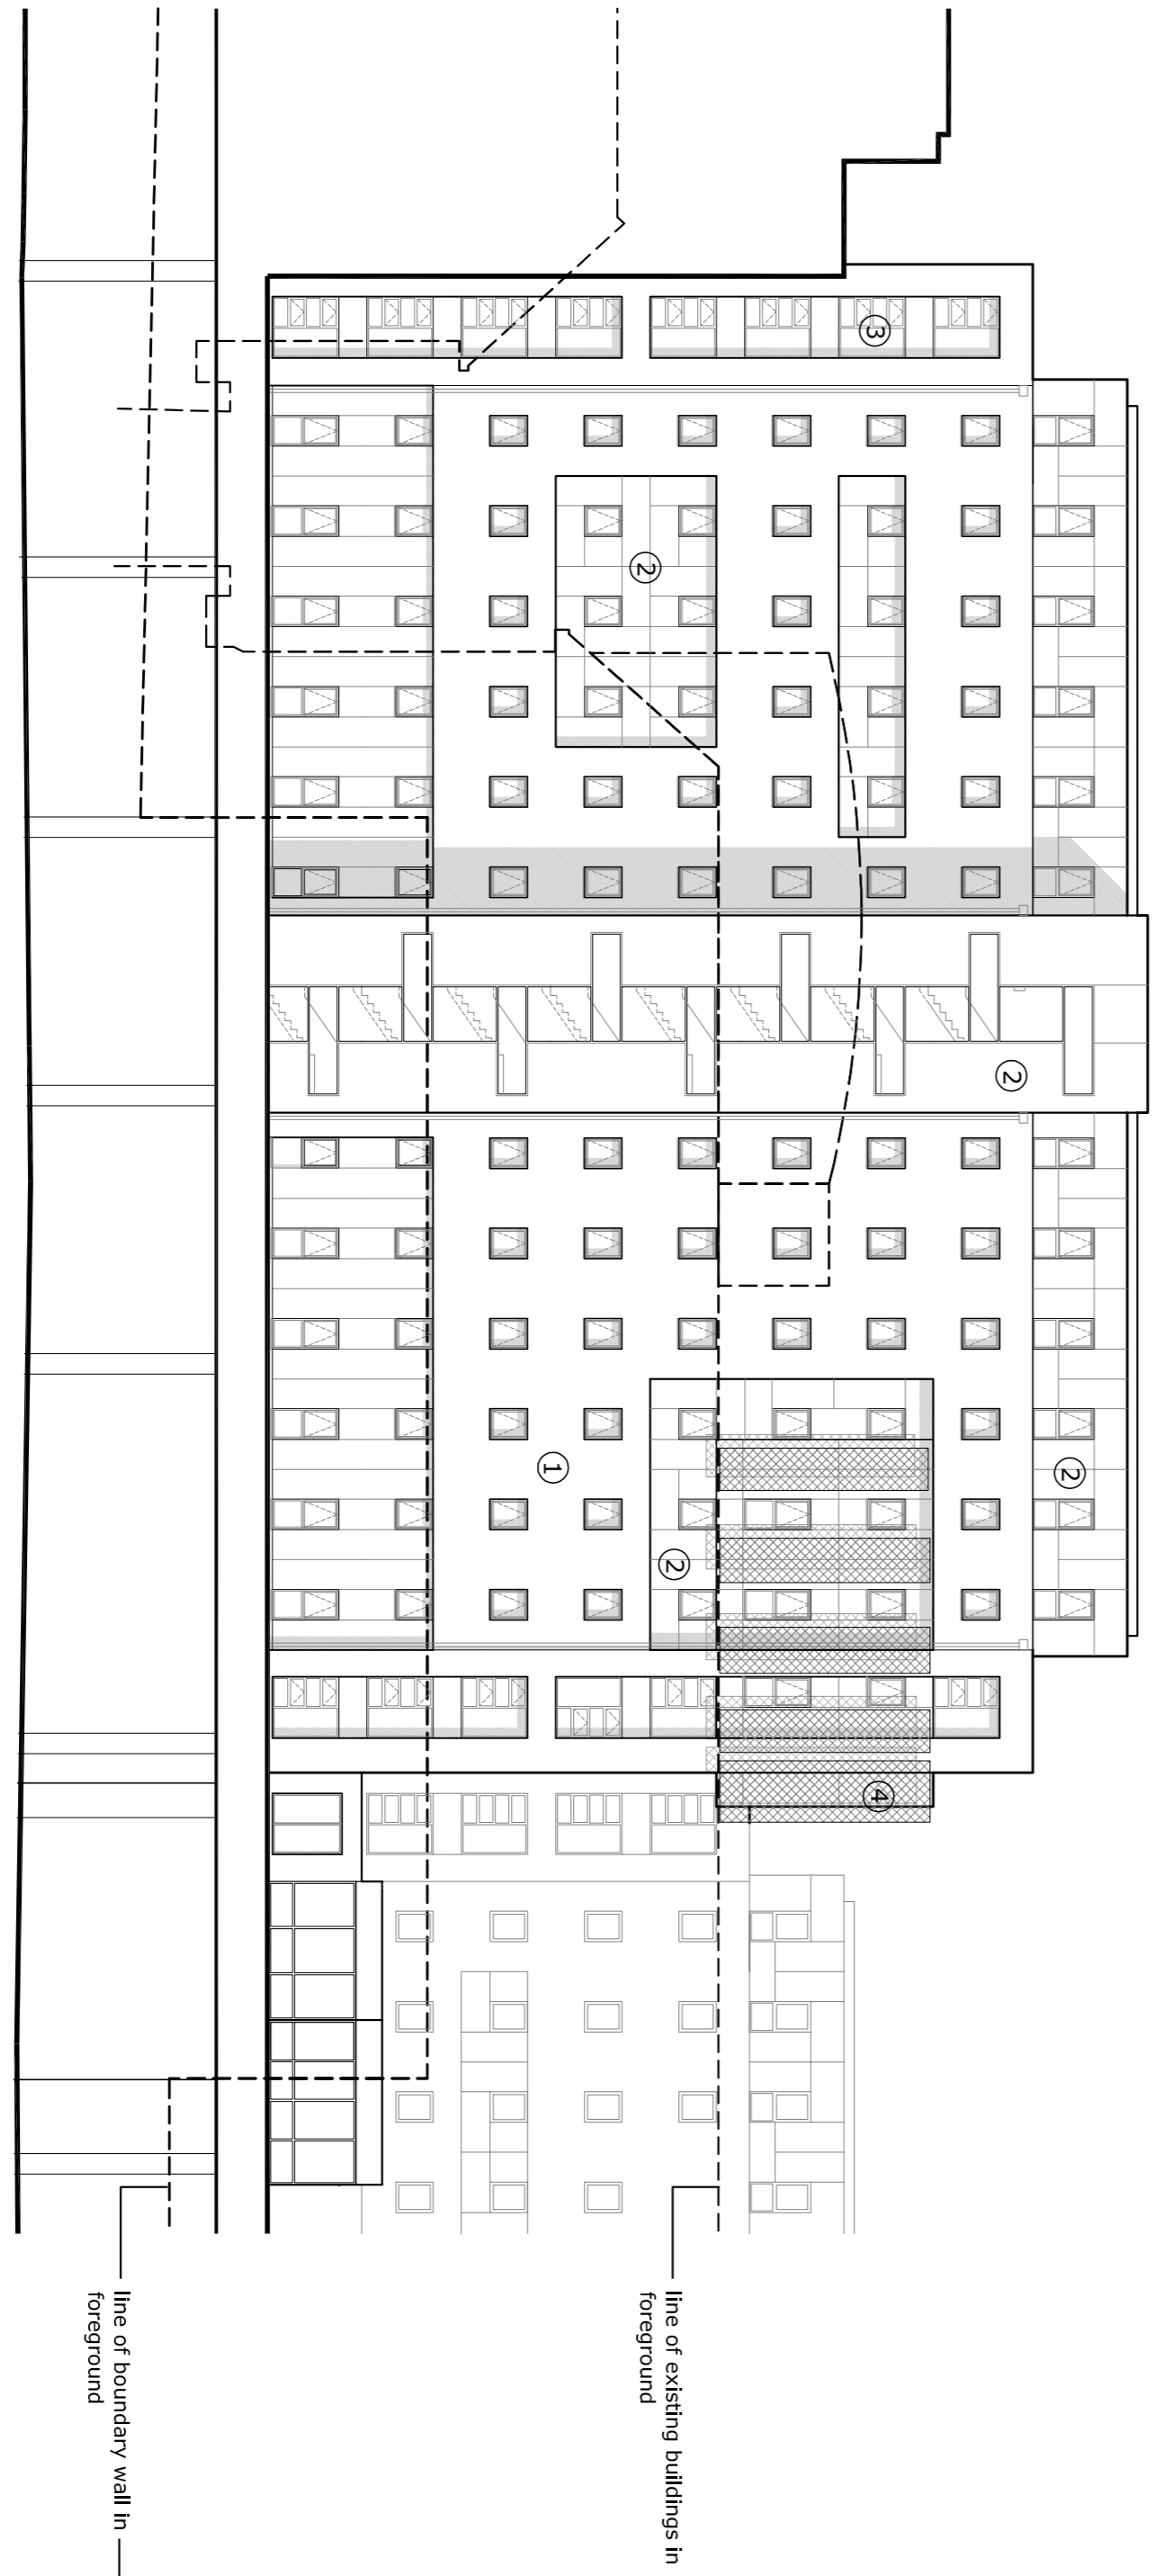 ③
②
②
①
②
②
④
line of existing buildings in
foreground
line of boundary wall in
foreground